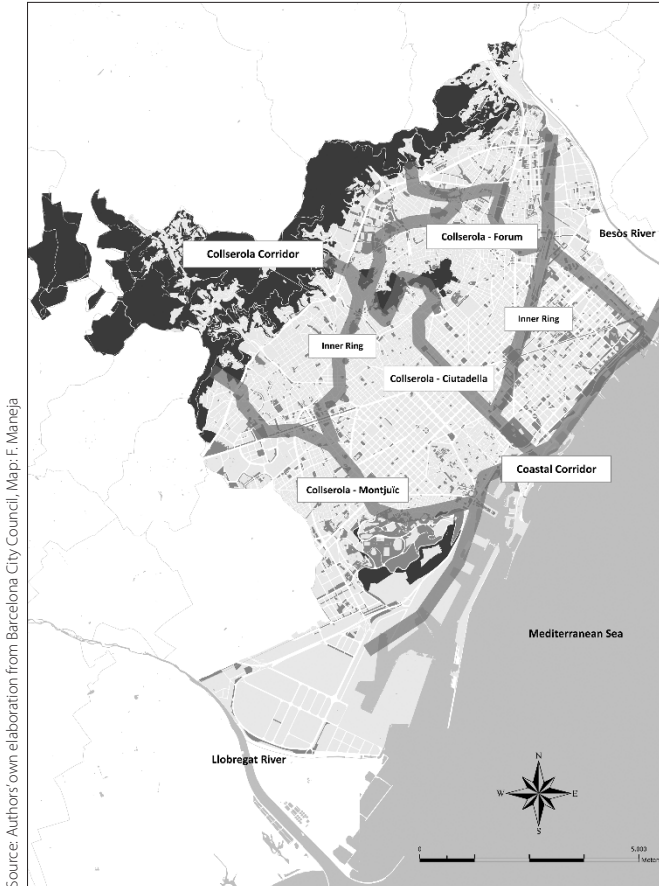 Collserola - Forum
Besòs River
Collserola Corridor
Inner Ring
Inner Ring
Collserola - Ciutadella
Coastal Corridor
Collserola - Montjuïc
Mediterranean Sea
Llobregat River
N
W
E
S
0
5.000
Source: Authors' own elaboration from Barcelona City Council, Map: F. Maneja